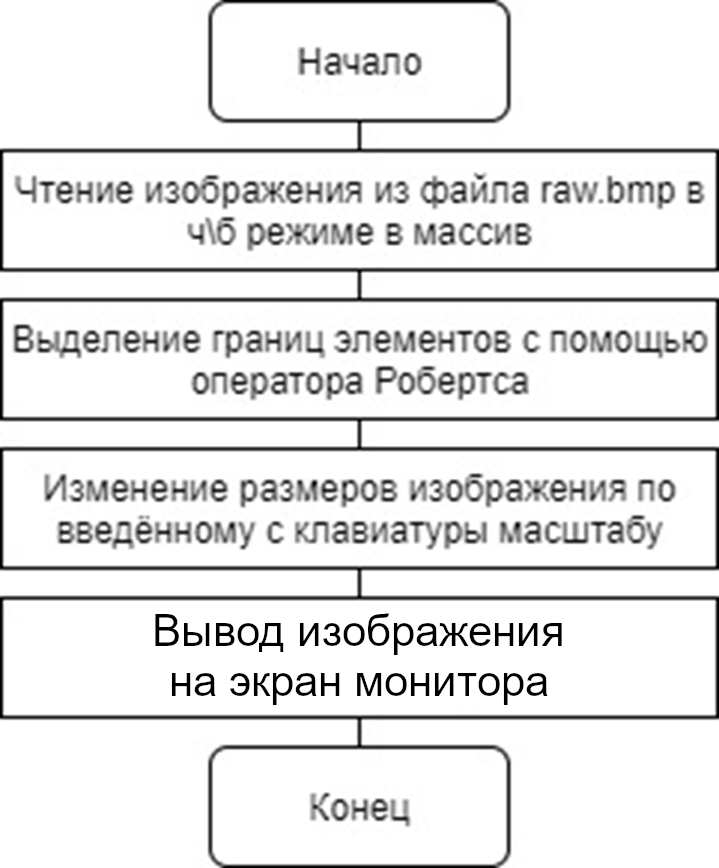 Начало
Чтение изображения из файла raw.bmp в
ч\б режиме в массив
Выделение границ элементов с помощью
оператора Робертса
Изменение размеров изображения по
введённому с клавиатуры масштабу
Вывод изображения
на экран монитора
Конец